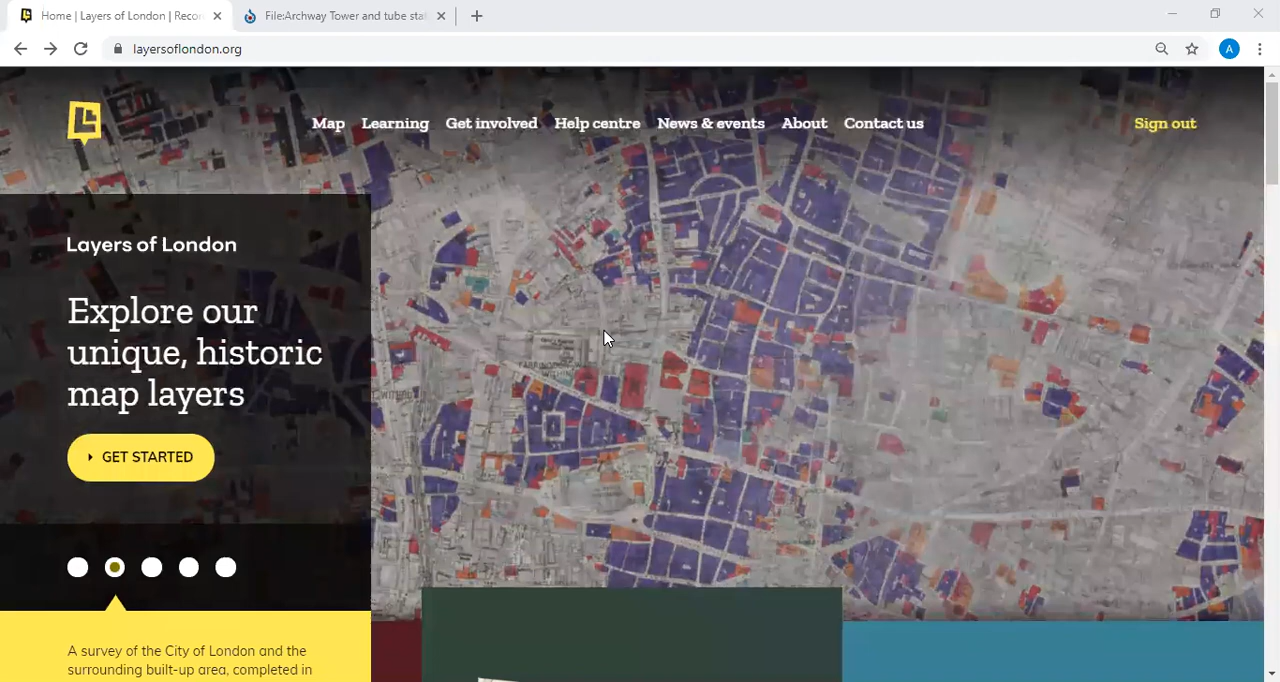 Home | Layers of London | Recor
File:Archway Tower and tube stat
layersoflondon.org
A
Map Learning Get involved Help centre News & events About Contact us Sign out
Layers of London
Explore our
unique, historic
map layers
GET STARTED
A survey of the City of London and the
surrounding built-up area, completed in